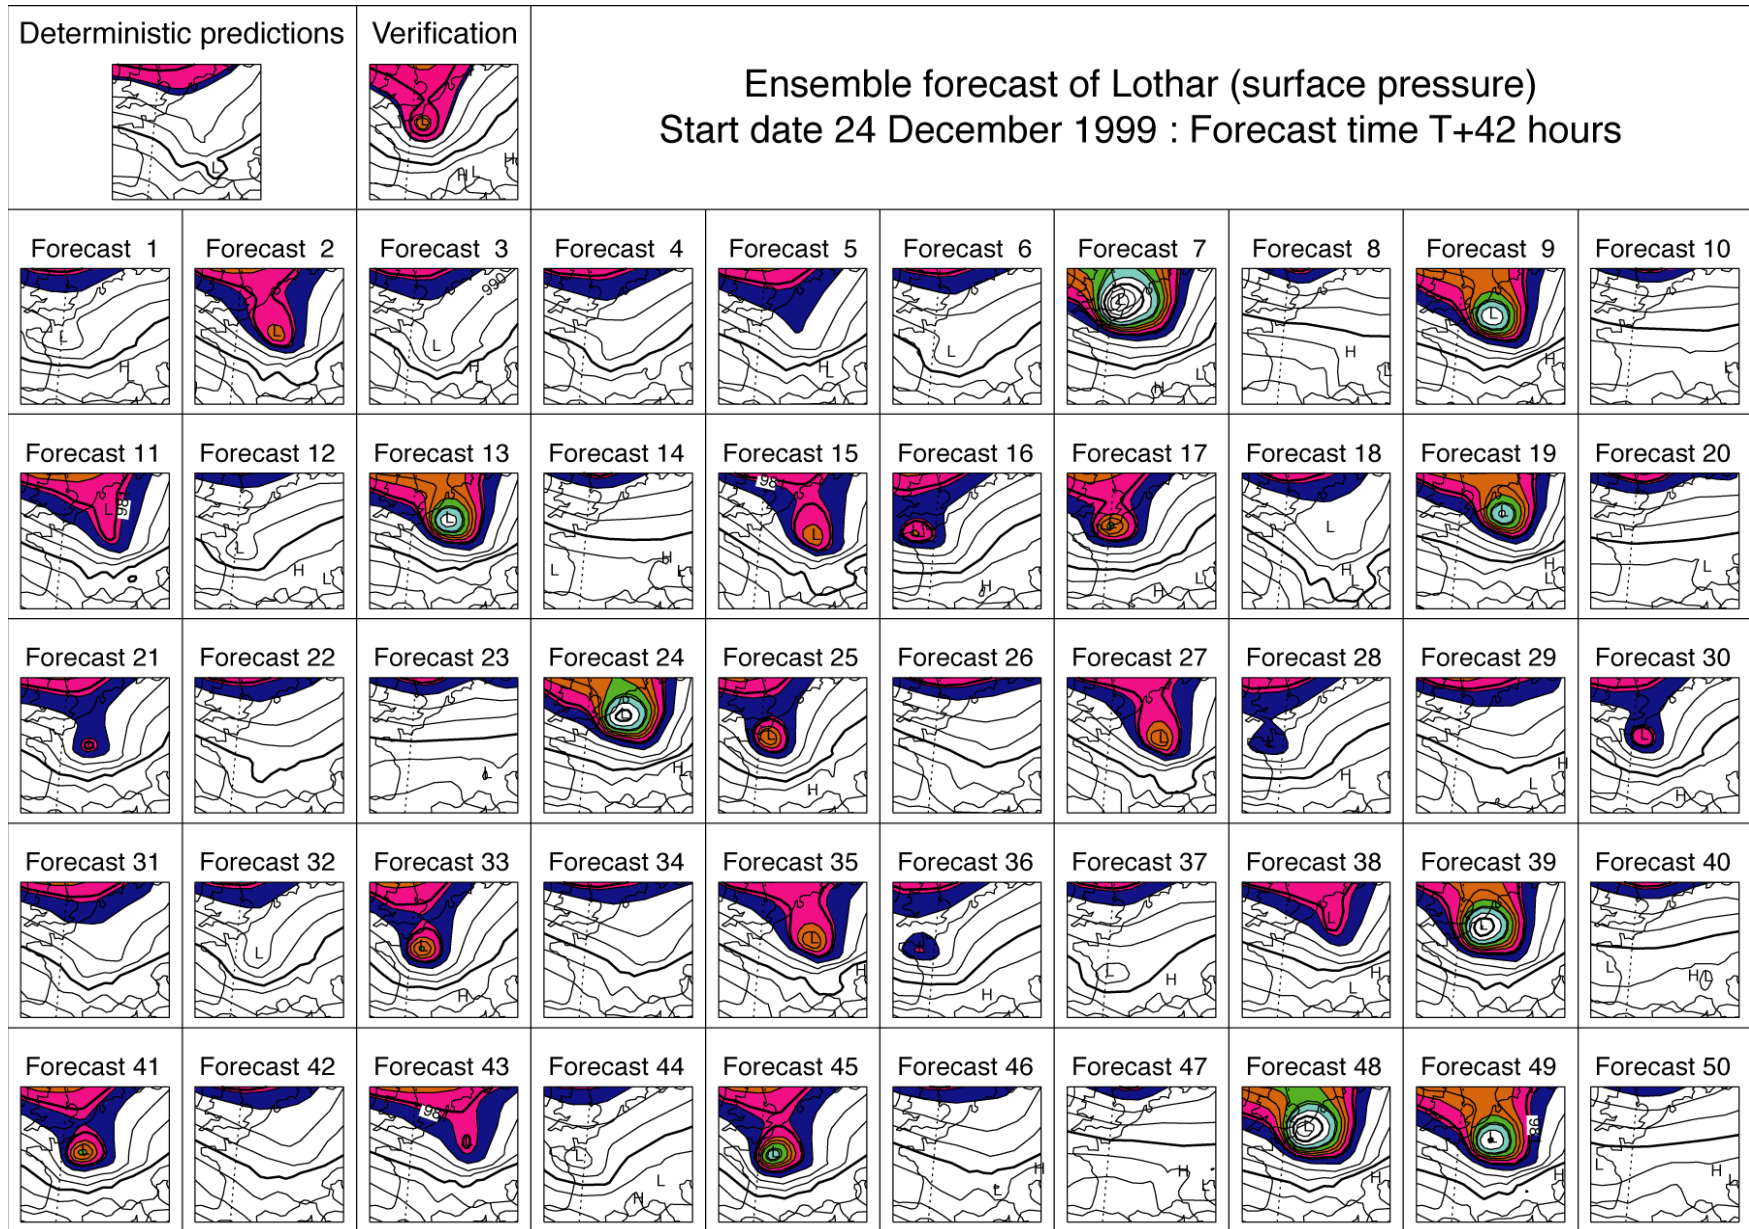 Deterministic predictions
Verification
Ensemble forecast of Lothar (surface pressure)
Start date 24 December 1999 : Forecast time T+42 hours
L
L H L H
Forecast 1
Forecast 2
Forecast 3
Forecast 4
Forecast 5
Forecast 6
Forecast 7
Forecast 8
Forecast 9
Forecast 10
L H L
L
990 L H L
H L
L
L H L
H L
L H
L
Forecast 11
Forecast 12
Forecast 13
Forecast 14
Forecast 15
Forecast 16
Forecast 17
Forecast 18
Forecast 19
Forecast 20
L 98
L H L
L
L H L
98 L
L H
L H L
L H L
L H L
L
Forecast 21
Forecast 22
Forecast 23
Forecast 24
Forecast 25
Forecast 26
Forecast 27
Forecast 28
Forecast 29
Forecast 30
L
L H
L H
L
H L
H L
L H
Forecast 31
Forecast 32
Forecast 33
Forecast 34
Forecast 35
Forecast 36
Forecast 37
Forecast 38
Forecast 39
Forecast 40
L
L H
L H
H
L H
L L
L
L H L
Forecast 41
Forecast 42
Forecast 43
Forecast 44
Forecast 45
Forecast 46
Forecast 47
Forecast 48
Forecast 49
Forecast 50
L
98
L L H
L
H L
H L
L
L 98
L L